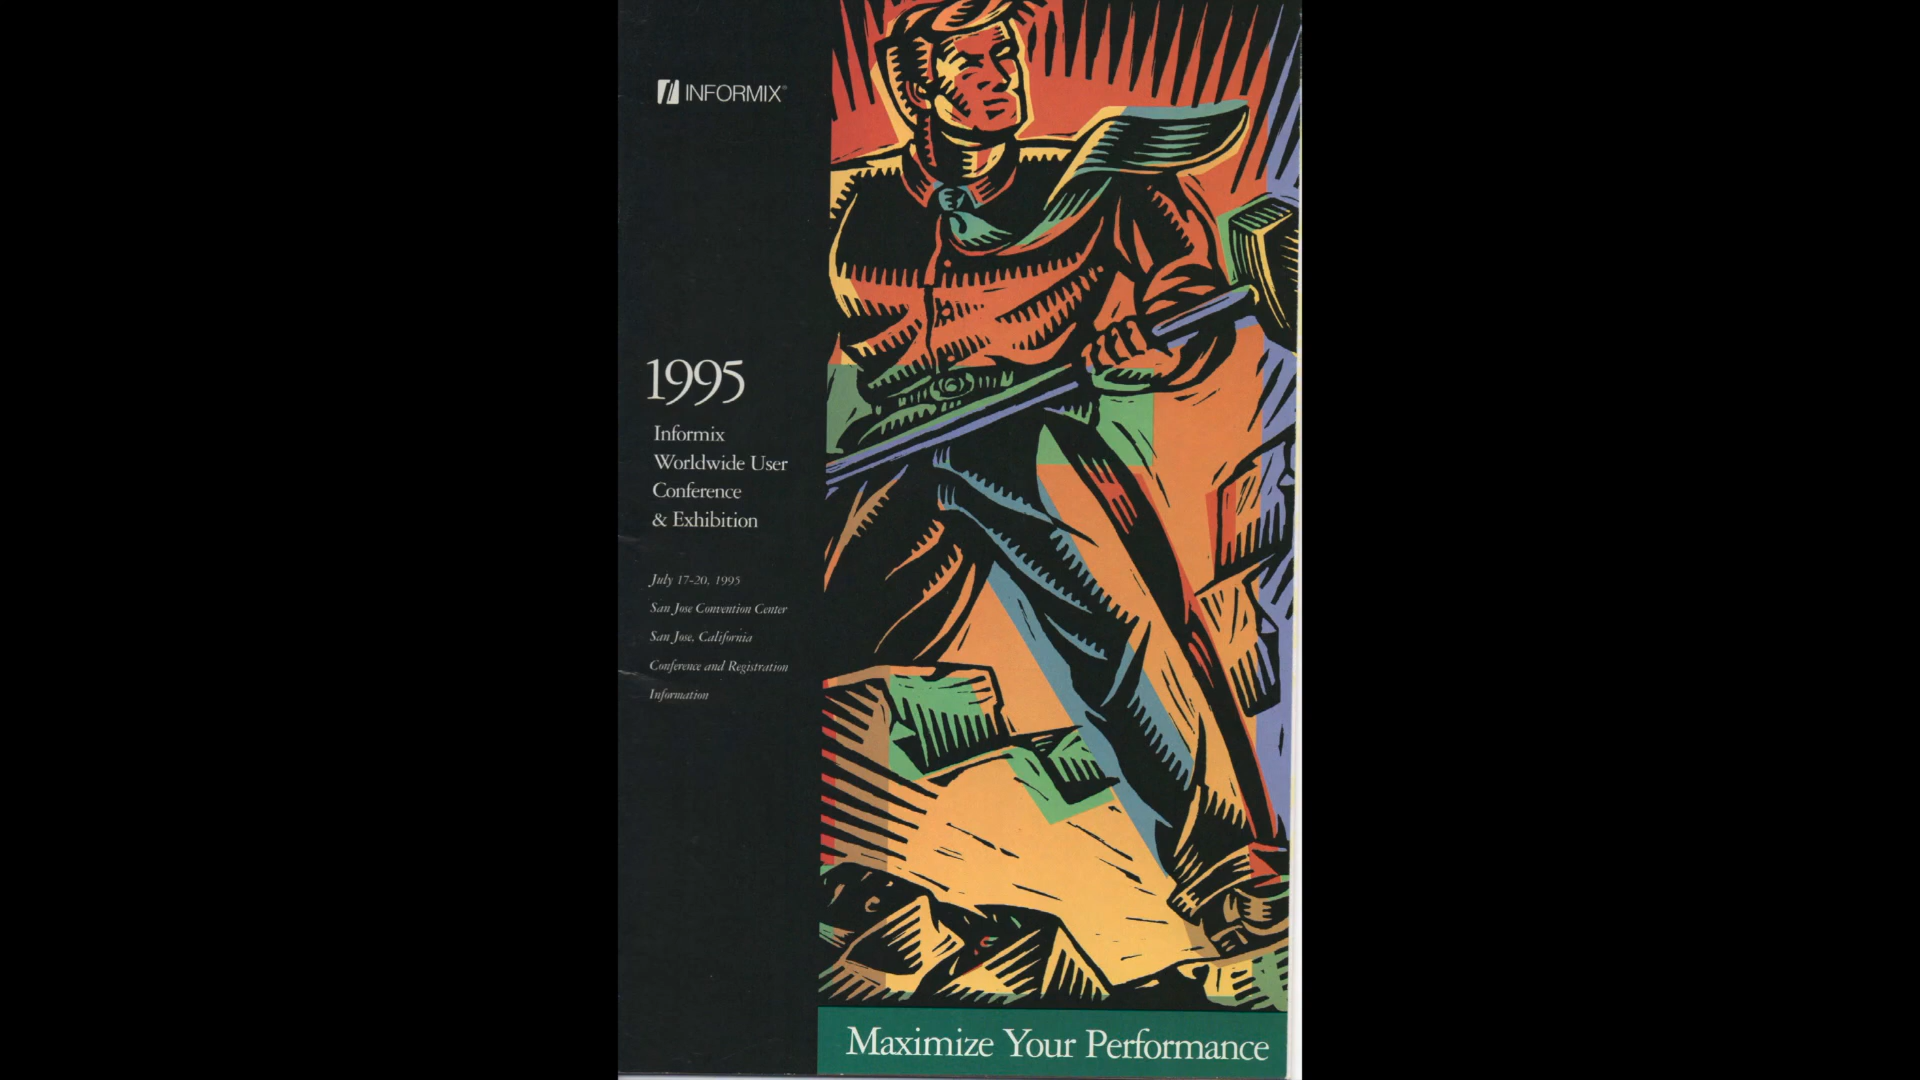 INFORMIX®
1995
Informix
Worldwide User
Conference
& Exhibition
July 17-20, 1995
San Jose Convention Center
San Jose, California
Conference and Registration
Information
Maximize Your Performance